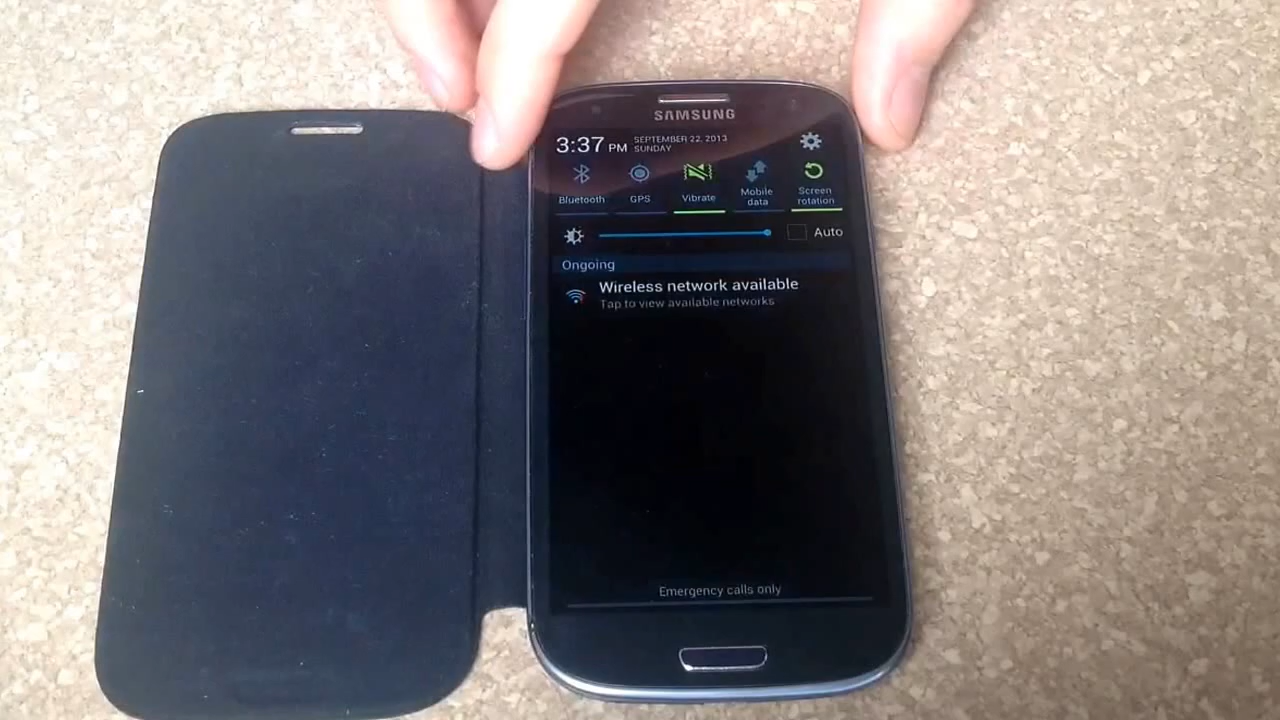 SAMSUNG
3:37 PM
SEPTEMBER 22, 2013
SUNDAY
Bluetooth
GPS
Vibrate
Mobile
data
Screen
rotation
Auto
Ongoing
Wireless network available
Tap to view available networks
Emergency calls only